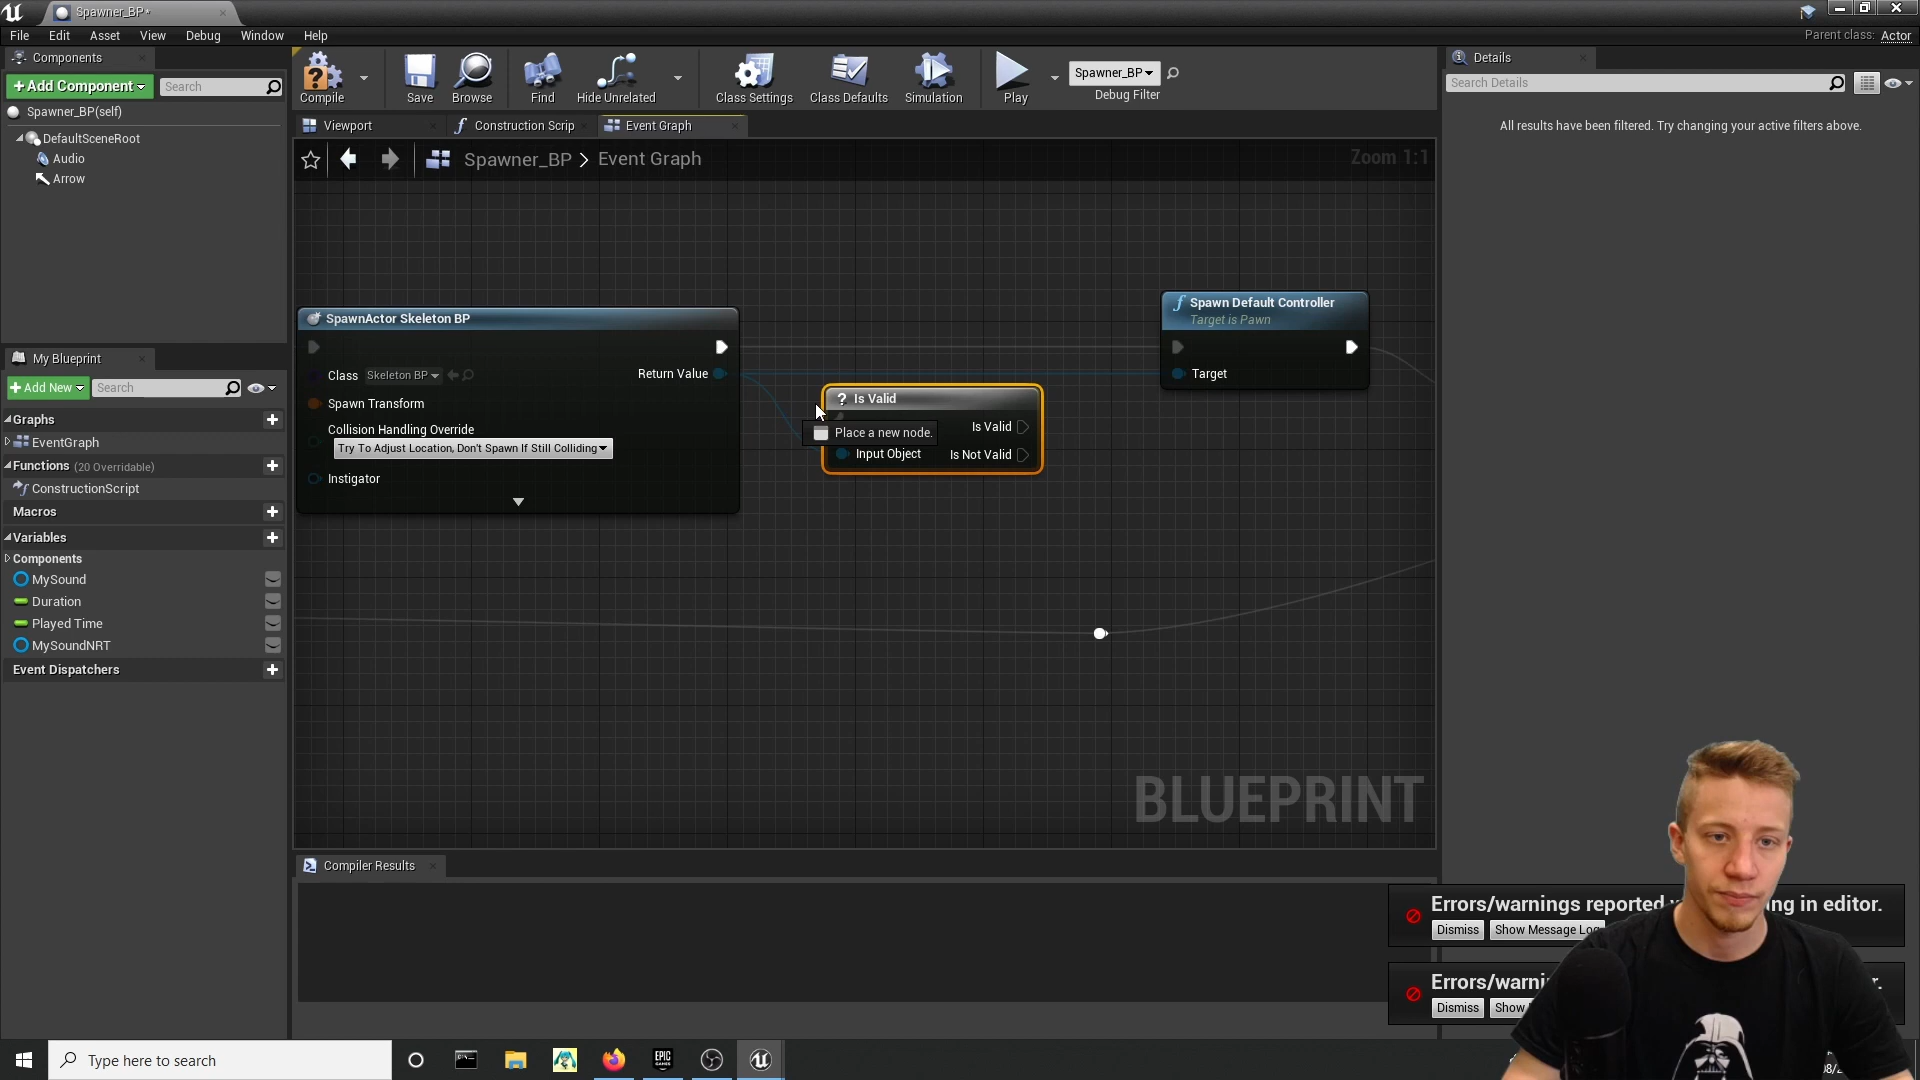 Spawner_BP*
File Edit Asset View Debug Window Help
Parent class: Actor
Components
+Add Component
Search
Spawner_BP(self)
DefaultSceneRoot
Audio
Arrow
Compile
Save
Browse
Find
Hide Unrelated
Class Settings
Class Defaults
Simulation
Play
Spawner_BP
Debug Filter
Details
Search Details
All results have been filtered. Try changing your active filters above.
Viewport
Construction Scrip
Event Graph
Spawner_BP > Event Graph
Zoom 1:1
SpawnActor Skeleton BP
Class Skeleton BP
Return Value
Spawn Transform
Collision Handling Override
Try To Adjust Location, Don't Spawn If Still Colliding
Instigator
? Is Valid
Is Valid
Place a new node.
Input Object
Is Not Valid
Spawn Default Controller
Target is Pawn
Target
BLUEPRINT
My Blueprint
+Add New
Search
Graphs
EventGraph
Functions (20 Overridable)
ConstructionScript
Macros
Variables
Components
MySound
Duration
Played Time
MySoundNRT
Event Dispatchers
Compiler Results
Errors/warnings reported
in editor.
Dismiss
Show Message Log
Dismiss
Show
Type here to search
EPIC GAMES